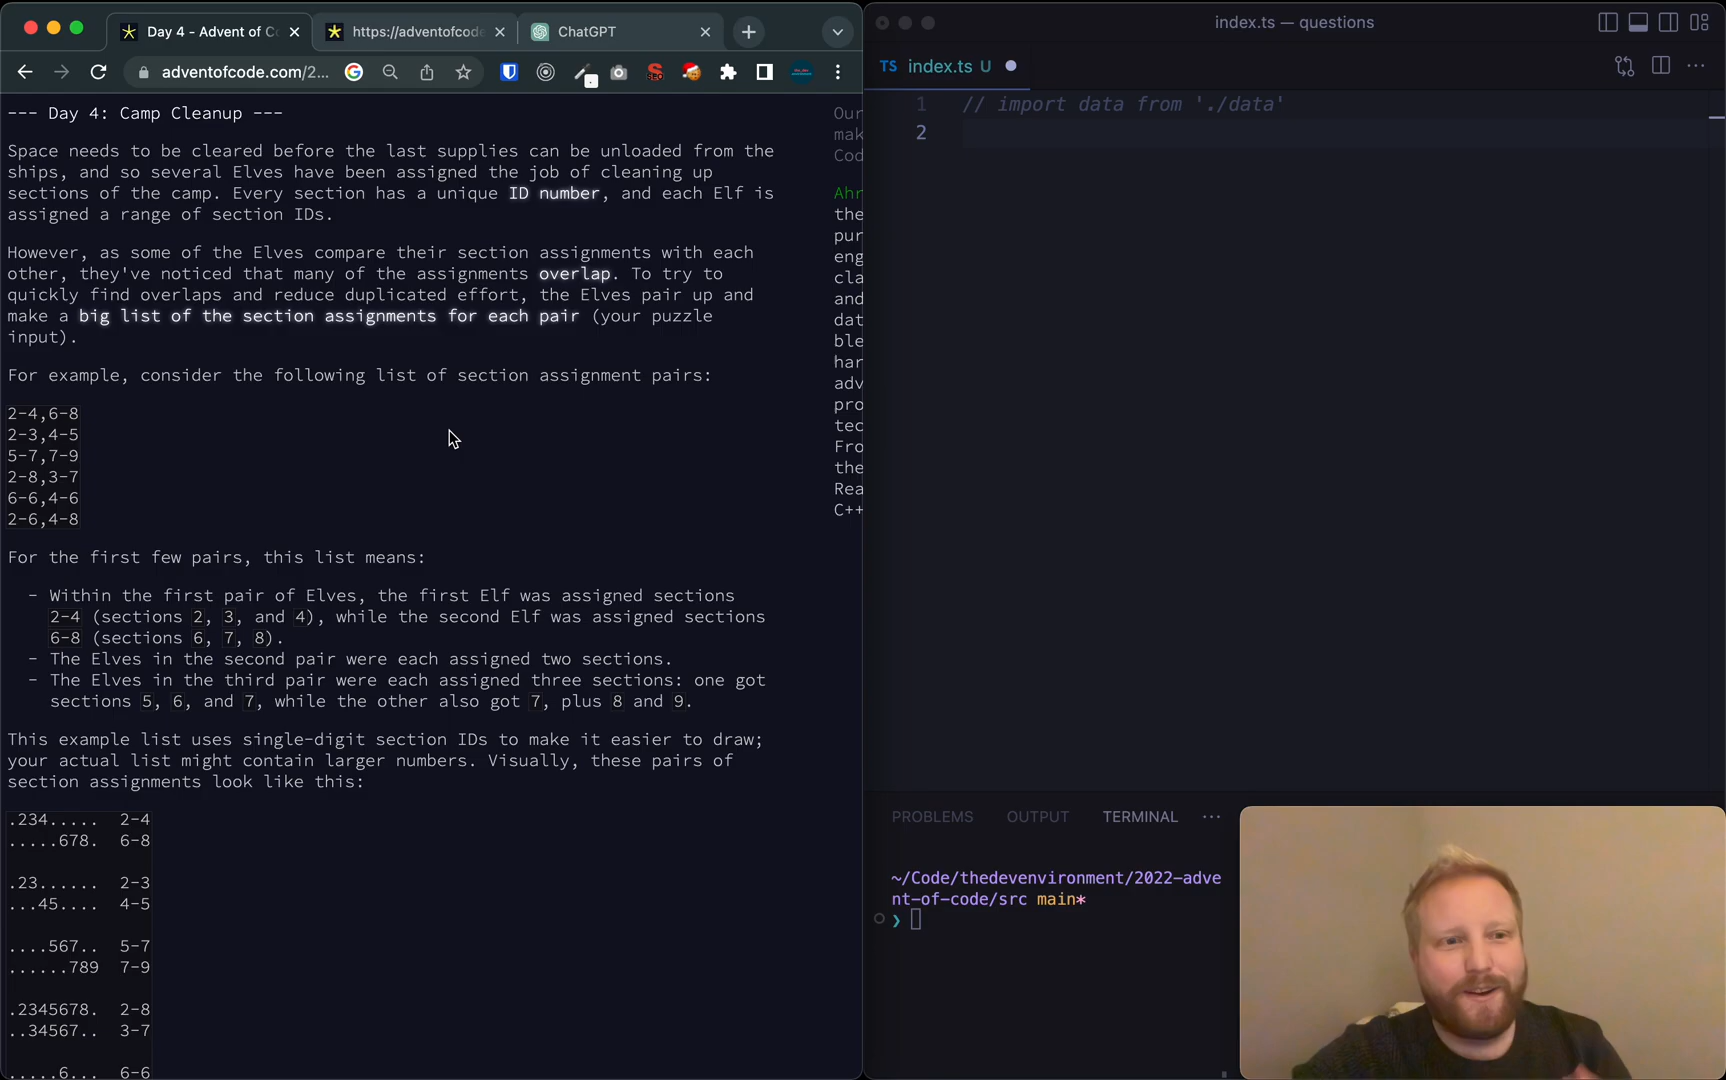 Day 4 - Advent of C
https://adventofcode
ChatGPT
adventofcode.com/2...
--- Day 4: Camp Cleanup ---
Space needs to be cleared before the last supplies can be unloaded from the
ships, and so several Elves have been assigned the job of cleaning up
sections of the camp. Every section has a unique ID number, and each Elf is
assigned a range of section IDs.
However, as some of the Elves compare their section assignments with each
other, they've noticed that many of the assignments overlap. To try to
quickly find overlaps and reduce duplicated effort, the Elves pair up and
make a big list of the section assignments for each pair (your puzzle
input).
For example, consider the following list of section assignment pairs:
2-4,6-8
2-3,4-5
5-7,7-9
2-8,3-7
6-6,4-6
2-6,4-8
For the first few pairs, this list means:
- Within the first pair of Elves, the first Elf was assigned sections
2-4 (sections 2, 3, and 4), while the second Elf was assigned sections
6-8 (sections 6, 7, 8).
- The Elves in the second pair were each assigned two sections.
- The Elves in the third pair were each assigned three sections: one got
sections 5, 6, and 7, while the other also got 7, plus 8 and 9.
This example list uses single-digit section IDs to make it easier to draw;
your actual list might contain larger numbers. Visually, these pairs of
section assignments look like this:
.234..... 2-4
.....678. 6-8
.23...... 2-3
...45.... 4-5
....567.. 5-7
......789 7-9
.2345678. 2-8
..34567.. 3-7
.....6... 6-6
Our
mak
Cod
Ahr
the
pur
eng
cla
and
dat
ble
har
adv
pro
tec
Fro
the
Rea
C++
index.ts — questions
TS index.ts U
1 // import data from './data'
2
PROBLEMS OUTPUT TERMINAL ...
~/Code/thedevenvironment/2022-adve
nt-of-code/src main*
❯